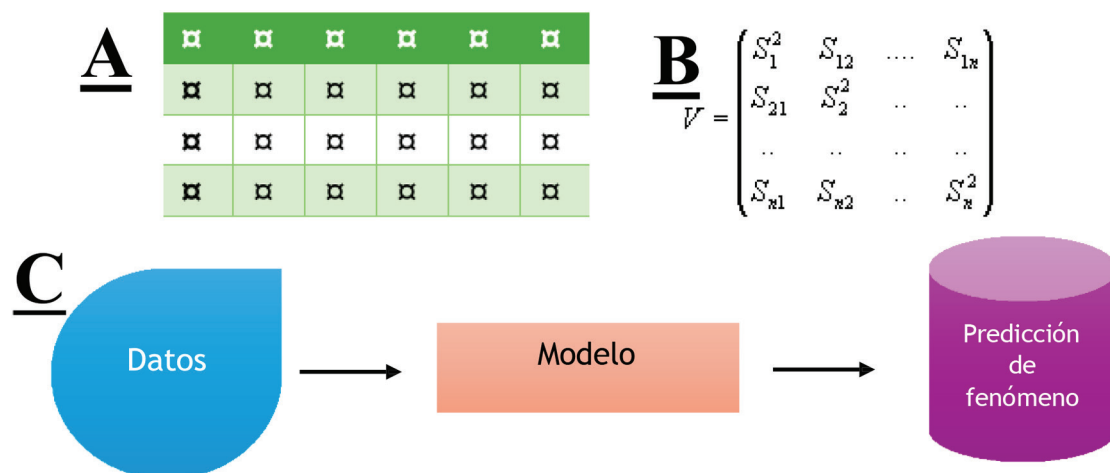 A
¤ ¤ ¤ ¤ ¤ ¤
¤ ¤ ¤ ¤ ¤ ¤
¤ ¤ ¤ ¤ ¤ ¤
¤ ¤ ¤ ¤ ¤ ¤
B
V =
S₁² S₁₂ .... S₁ₙ
S₂₁ S₂² .. ..
.. .. .. ..
Sₙ₁ Sₙ₂ .. Sₙ²
C
Datos
Modelo
Predicción
de
fenómeno